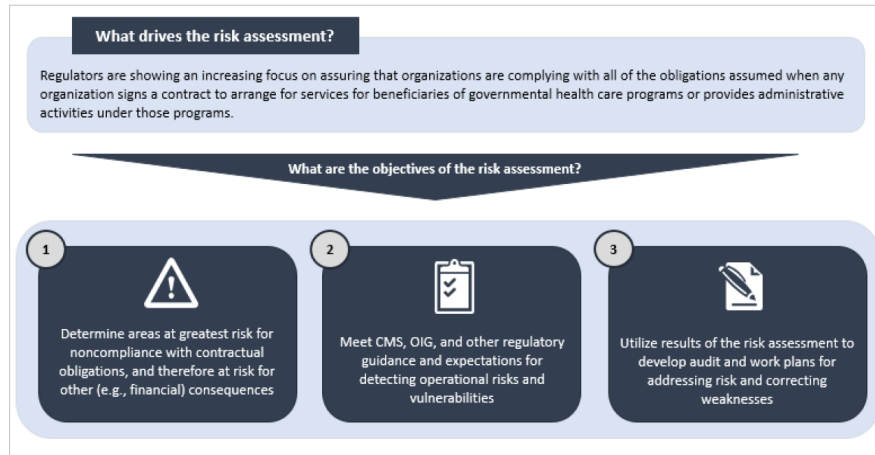 What drives the risk assessment?
Regulators are showing an increasing focus on assuring that organizations are complying with all of the obligations assumed when any
organization signs a contract to arrange for services for beneficiaries of governmental health care programs or provides administrative
activities under those programs.
What are the objectives of the risk assessment?
1
Determine areas at greatest risk for
noncompliance with contractual
obligations, and therefore at risk for
other (e.g., financial) consequences
2
Meet CMS, OIG, and other regulatory
guidance and expectations for
detecting operational risks and
vulnerabilities
3
Utilize results of the risk assessment to
develop audit and work plans for
addressing risk and correcting
weaknesses